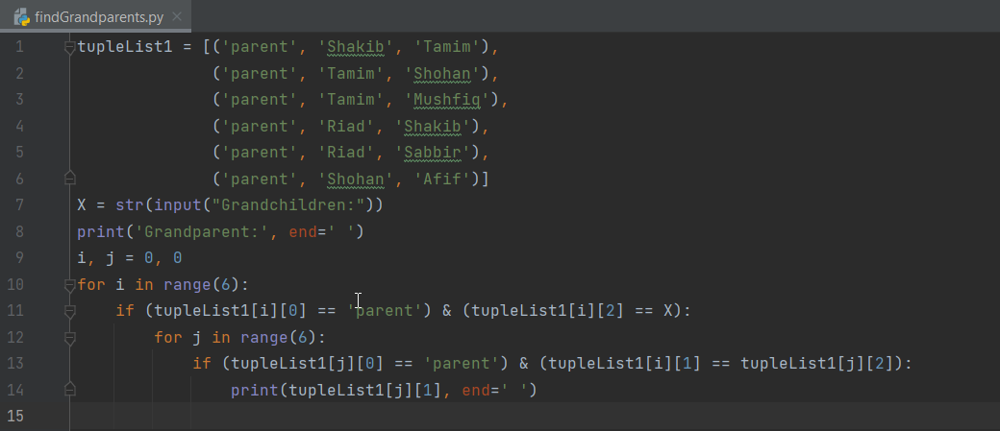 findGrandparents.py
1 tupleList1 = [('parent', 'Shakib', 'Tamim'),
2 ('parent', 'Tamim', 'Shohan'),
3 ('parent', 'Tamim', 'Mushfiq'),
4 ('parent', 'Riad', 'Shakib'),
5 ('parent', 'Riad', 'Sabbir'),
6 ('parent', 'Shohan', 'Afif')]
7 X = str(input("Grandchildren:"))
8 print('Grandparent:', end=' ')
9 i, j = 0, 0
10 for i in range(6):
11 if (tupleList1[i][0] == 'parent') & (tupleList1[i][2] == X):
12 for j in range(6):
13 if (tupleList1[j][0] == 'parent') & (tupleList1[i][1] == tupleList1[j][2]):
14 print(tupleList1[j][1], end=' ')
15